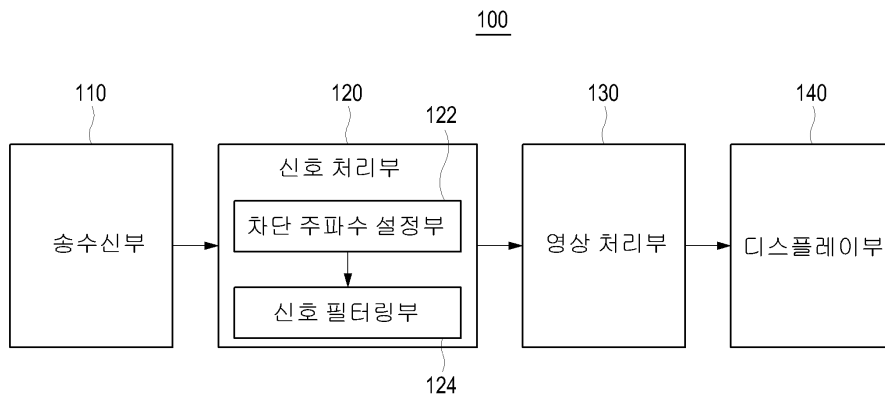 100
110
120
122
130
140
송수신부
신호 처리부
차단 주파수 설정부
신호 필터링부
영상 처리부
디스플레이부
124